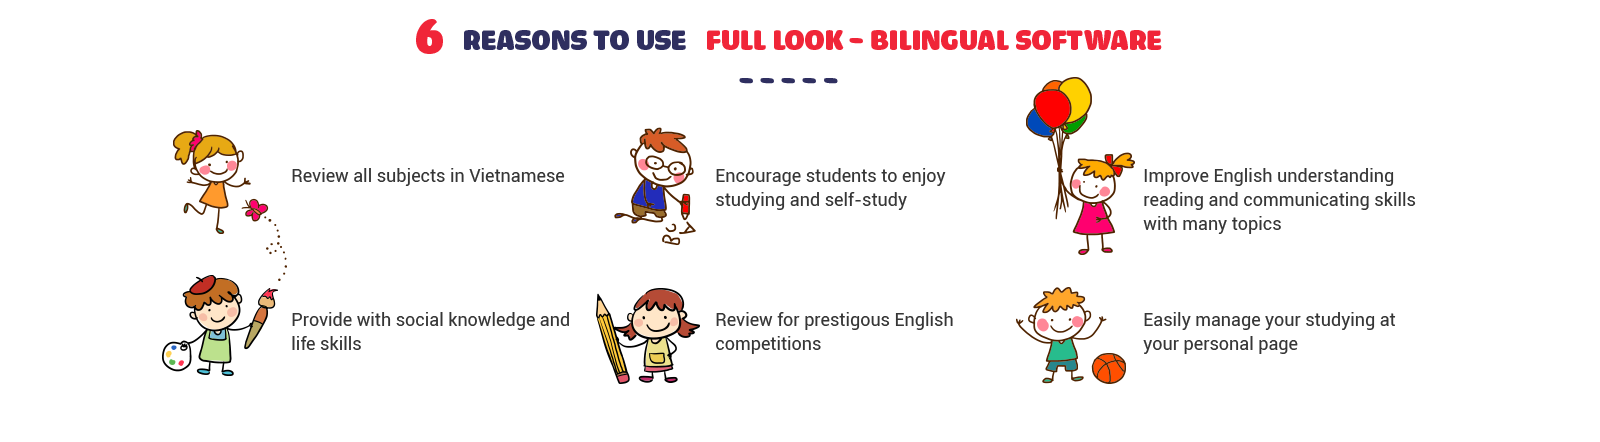 6 REASONS TO USE FULL LOOK - BILINGUAL SOFTWARE
Review all subjects in Vietnamese
Encourage students to enjoy
studying and self-study
Improve English understanding
reading and communicating skills
with many topics
Provide with social knowledge and
life skills
Review for prestigous English
competitions
Easily manage your studying at
your personal page